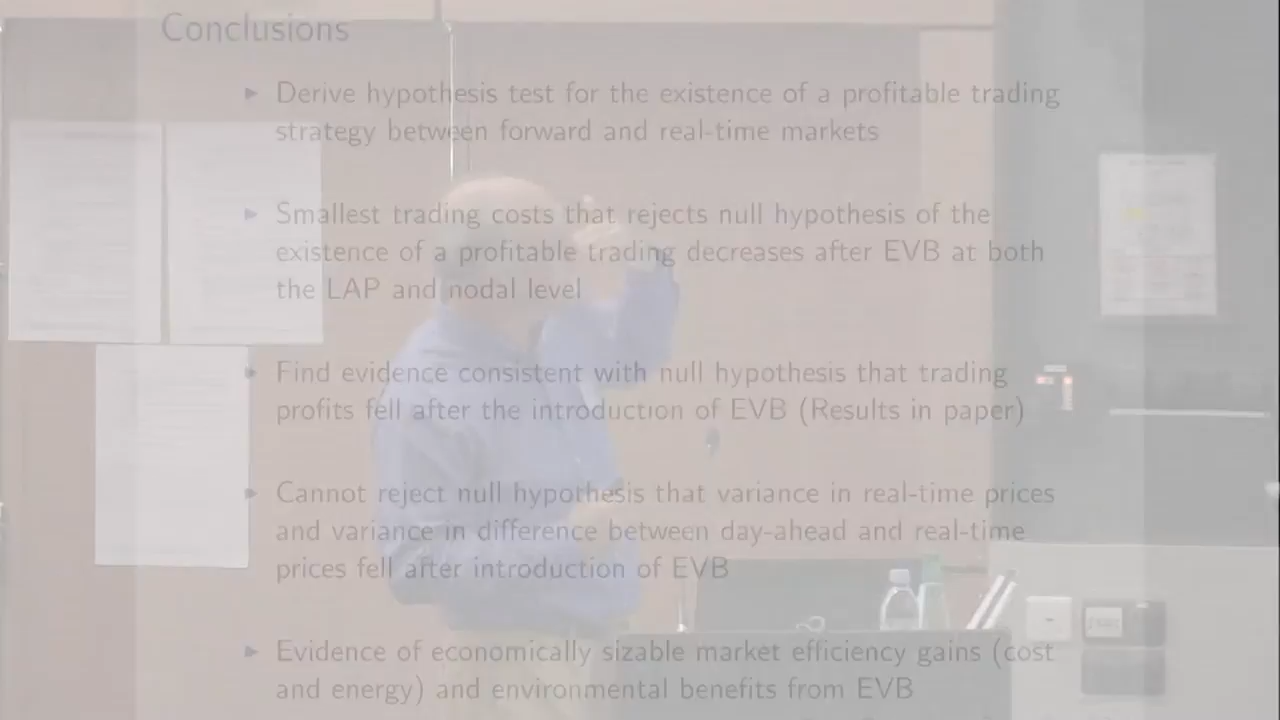 Conclusions
▶ Derive hypothesis test for the existence of a profitable trading
strategy between forward and real-time markets
▶ Smallest trading costs that rejects null hypothesis of the
existence of a profitable trading decreases after EVB at both
the LAP and nodal level
▶ Find evidence consistent with null hypothesis that trading
profits fell after the introduction of EVB (Results in paper)
▶ Cannot reject null hypothesis that variance in real-time prices
and variance in difference between day-ahead and real-time
prices fell after introduction of EVB
▶ Evidence of economically sizable market efficiency gains (cost
and energy) and environmental benefits from EVB